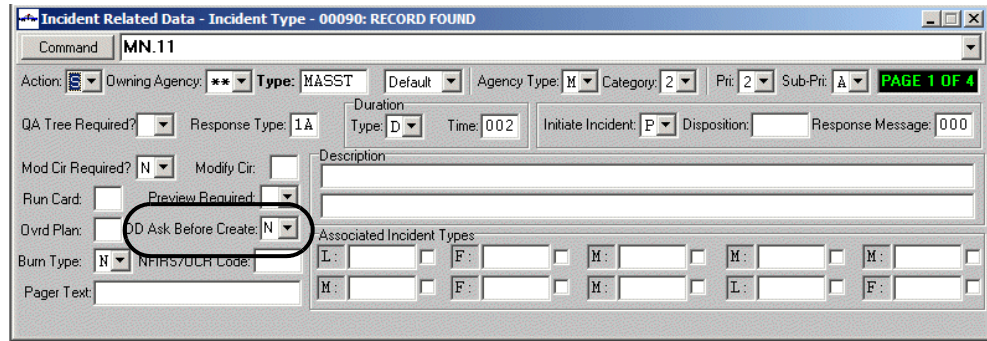 Incident Related Data - Incident Type - 00090: RECORD FOUND
Command MN.11
Action: S Owning Agency: ** Type: MASST Default Agency Type: M Category: 2 Pri: 2 Sub-Pri: A PAGE 1 OF 4
Duration
QA Tree Required? Response Type: 1A Type: D Time: 002 Initiate Incident: P Disposition: Response Message: 000
Mod Cir Required? N Modify Cir: Description
Run Card: Preview Required:
Ovrd Plan: DD Ask Before Create: N Associated Incident Types
Burn Type: N NFIRS/UCR Code: L: F: M: M: M:
Pager Text: M: F: M: L: F: